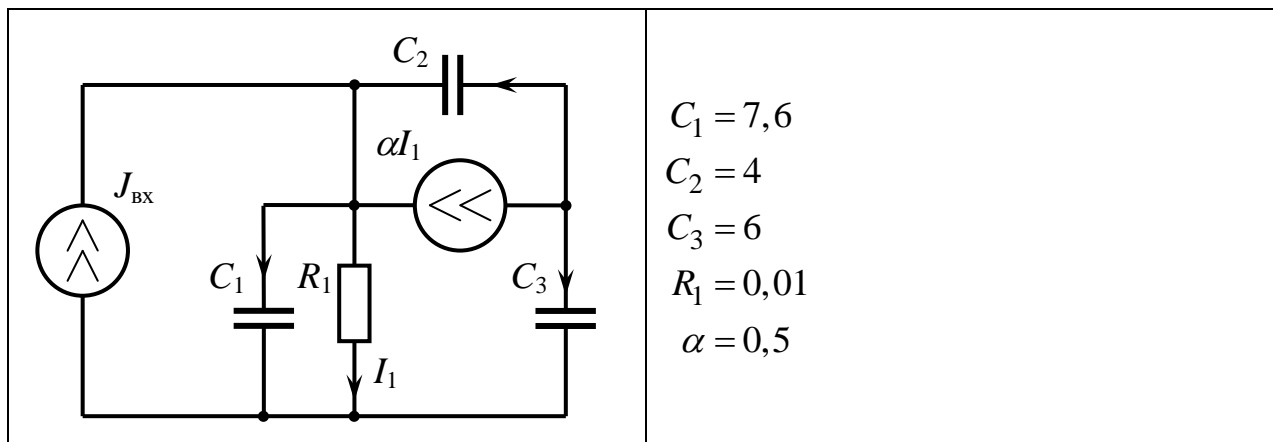 C₂
αI₁
J_вх
C₁
R₁
C₃
I₁
C₁ = 7,6
C₂ = 4
C₃ = 6
R₁ = 0,01
α = 0,5